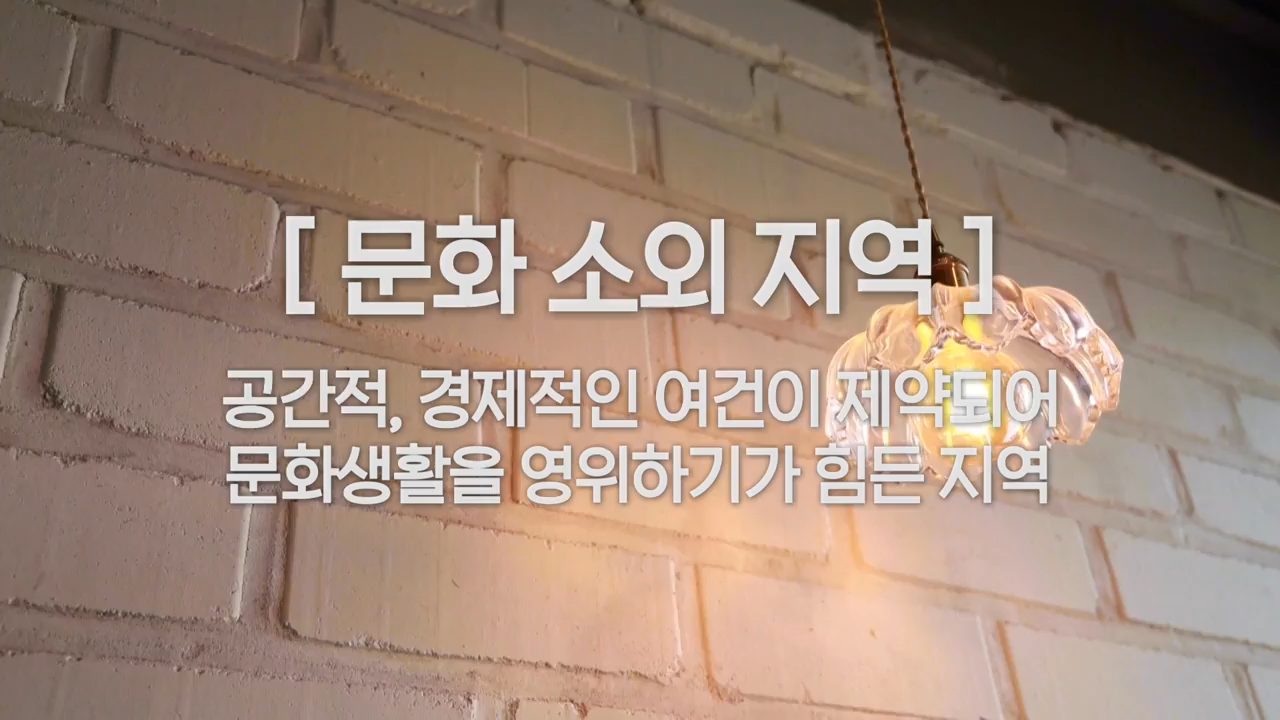 [ 문화 소외 지역 ]
공간적, 경제적인 여건이 제약되어
문화생활을 영위하기가 힘든 지역